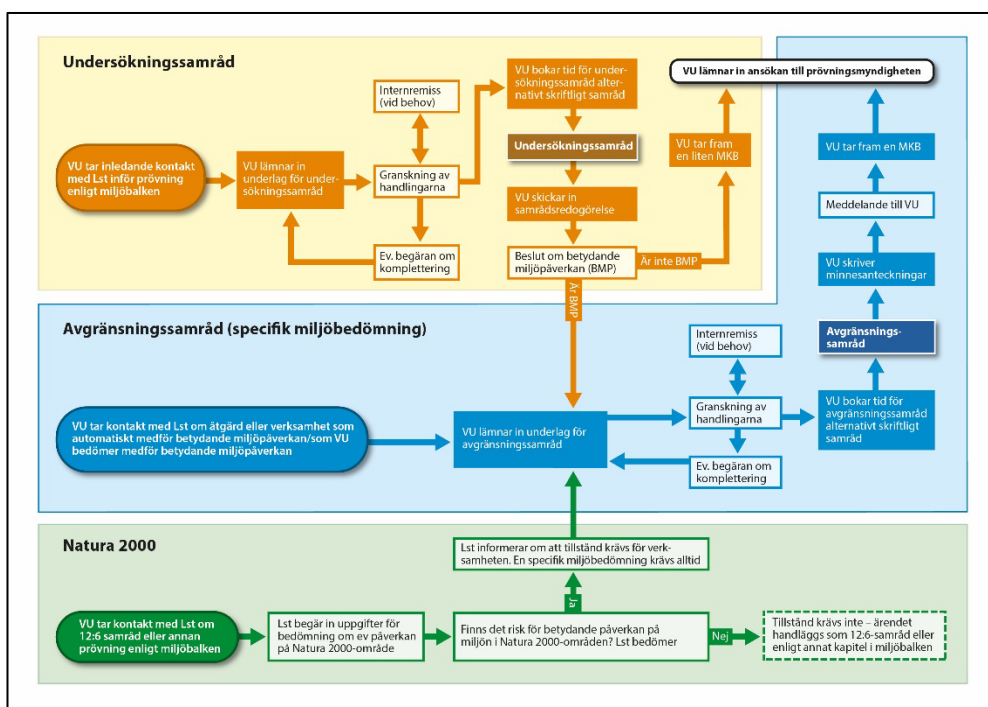 Undersökningssamråd
VU tar inledande kontakt
med Lst inför prövning
enligt miljöbalken
VU lämnar in
underlag för under-
sökningssamråd
Internremiss
(vid behov)
Granskning av
handlingarna
Ev. begäran om
komplettering
VU bokar tid för under-
sökningssamråd alter-
nativt skriftligt samråd
Undersökningssamråd
VU skickar in
samrådsredogörelse
Beslut om betydande
miljöpåverkan (BMP)
Är inte BMP
Är BMP
VU tar fram
en liten MKB
VU lämnar in ansökan till prövningsmyndigheten
VU tar fram en MKB
Meddelande till VU
VU skriver
minnesanteckningar
Avgränsnings-
samråd
VU bokar tid för
avgränsningssamråd
alternativt skriftligt
samråd
Avgränsningssamråd (specifik miljöbedömning)
VU tar kontakt med Lst om åtgärd eller verksamhet som
automatiskt medför betydande miljöpåverkan/som VU
bedömer medför betydande miljöpåverkan
VU lämnar in underlag för
avgränsningssamråd
Internremiss
(vid behov)
Granskning av
handlingarna
Ev. begäran om
komplettering
Natura 2000
VU tar kontakt med Lst om
12:6 samråd eller annan
prövning enligt miljöbalken
Lst begär in uppgifter för
bedömning om ev påverkan
på Natura 2000-område
Lst informerar om att tillstånd krävs för verk-
samheten. En specifik miljöbedömning krävs alltid
Ja
Finns det risk för betydande påverkan på
miljön i Natura 2000-områden? Lst bedömer
Nej
Tillstånd krävs inte – ärendet
handläggs som 12:6-samråd eller
enligt annat kapitel i miljöbalken